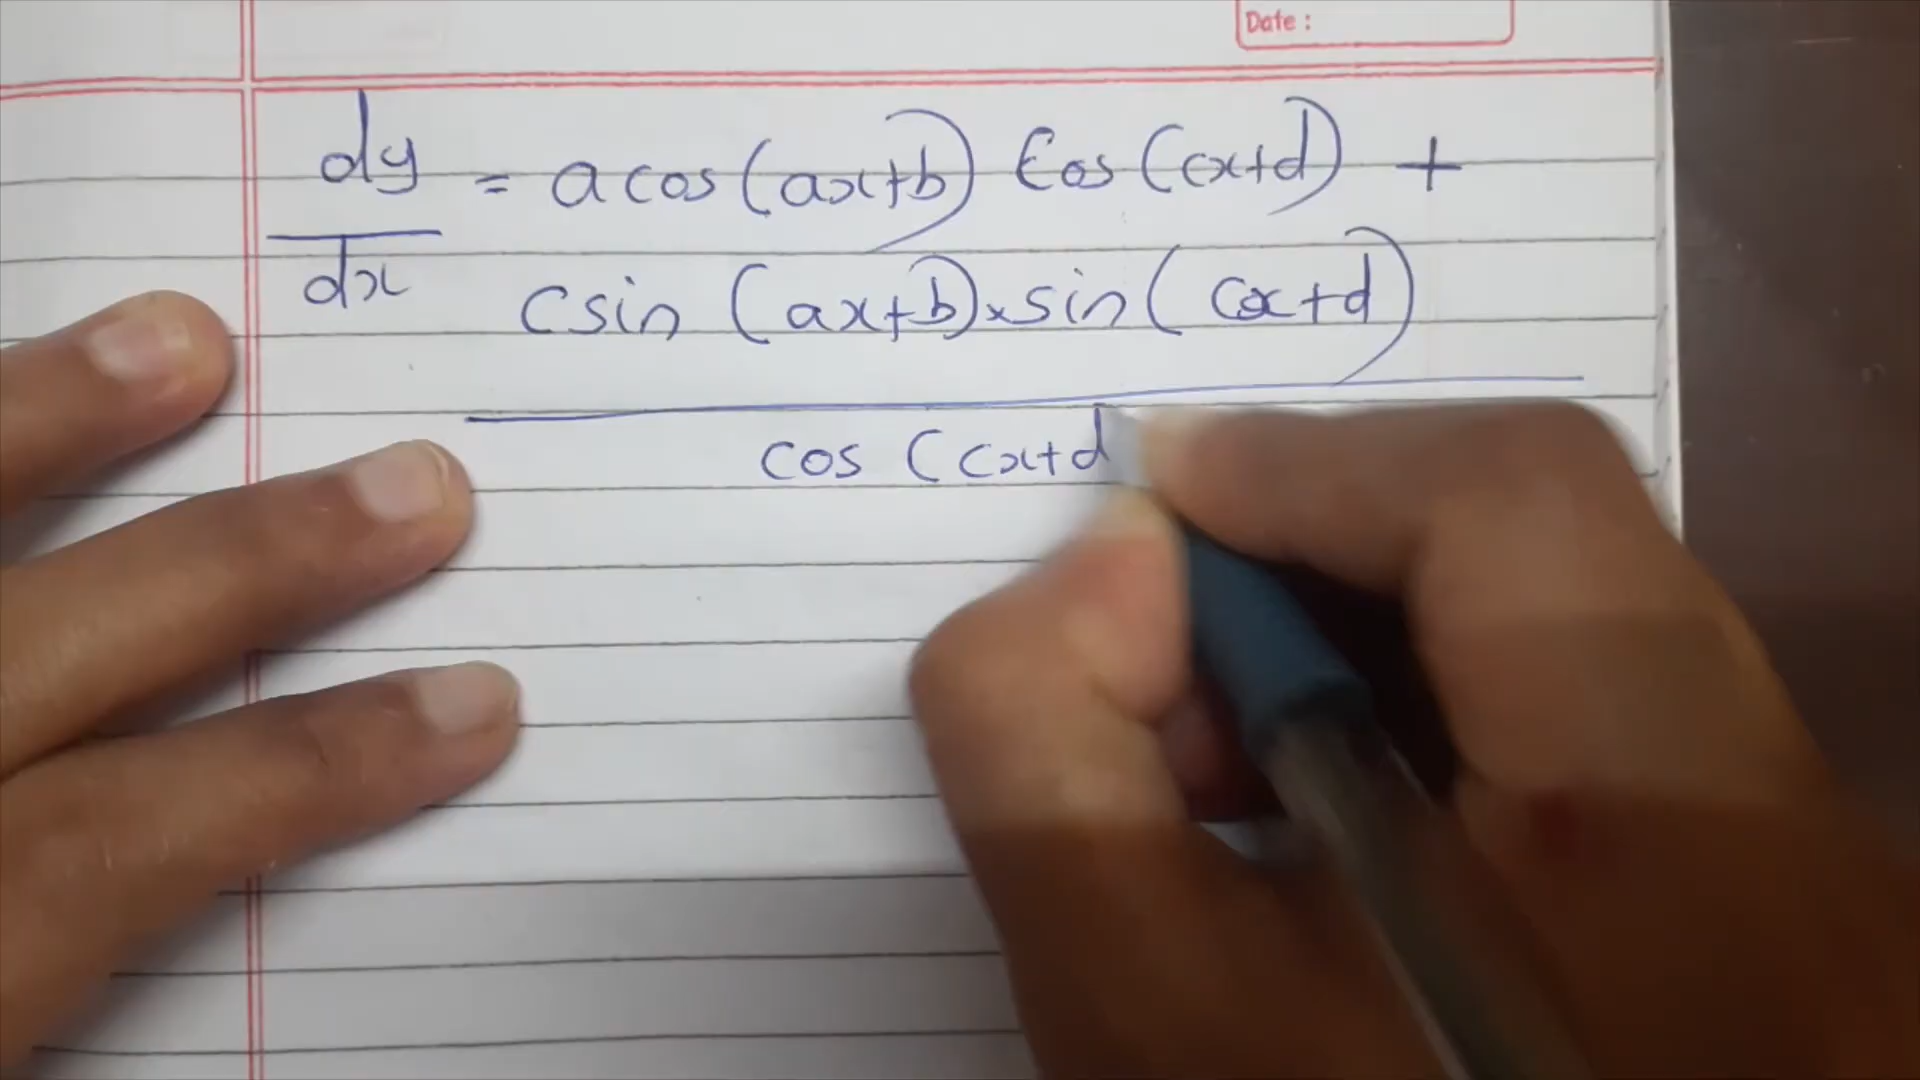 Date :
dy/dx = a cos (ax+b) Cos (cx+d) +
c sin (ax+b) × sin ( cx+d)
cos (cx+d